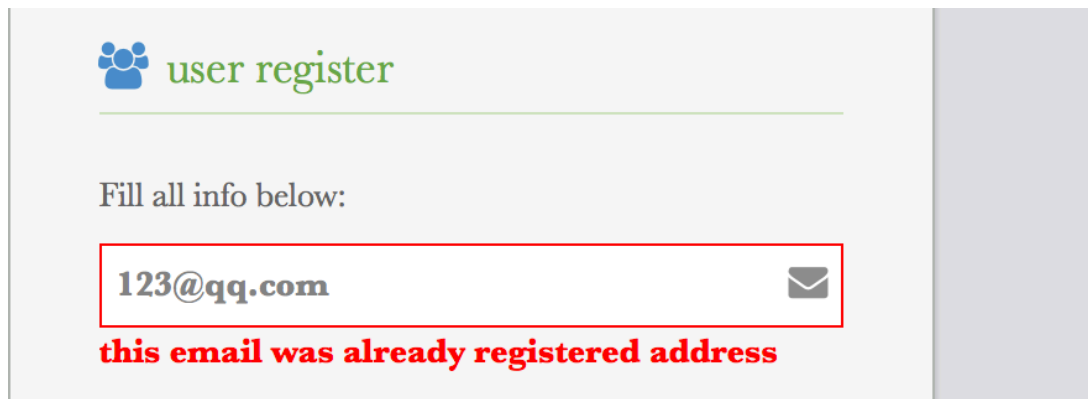 user register
Fill all info below:
123@qq.com
this email was already registered address